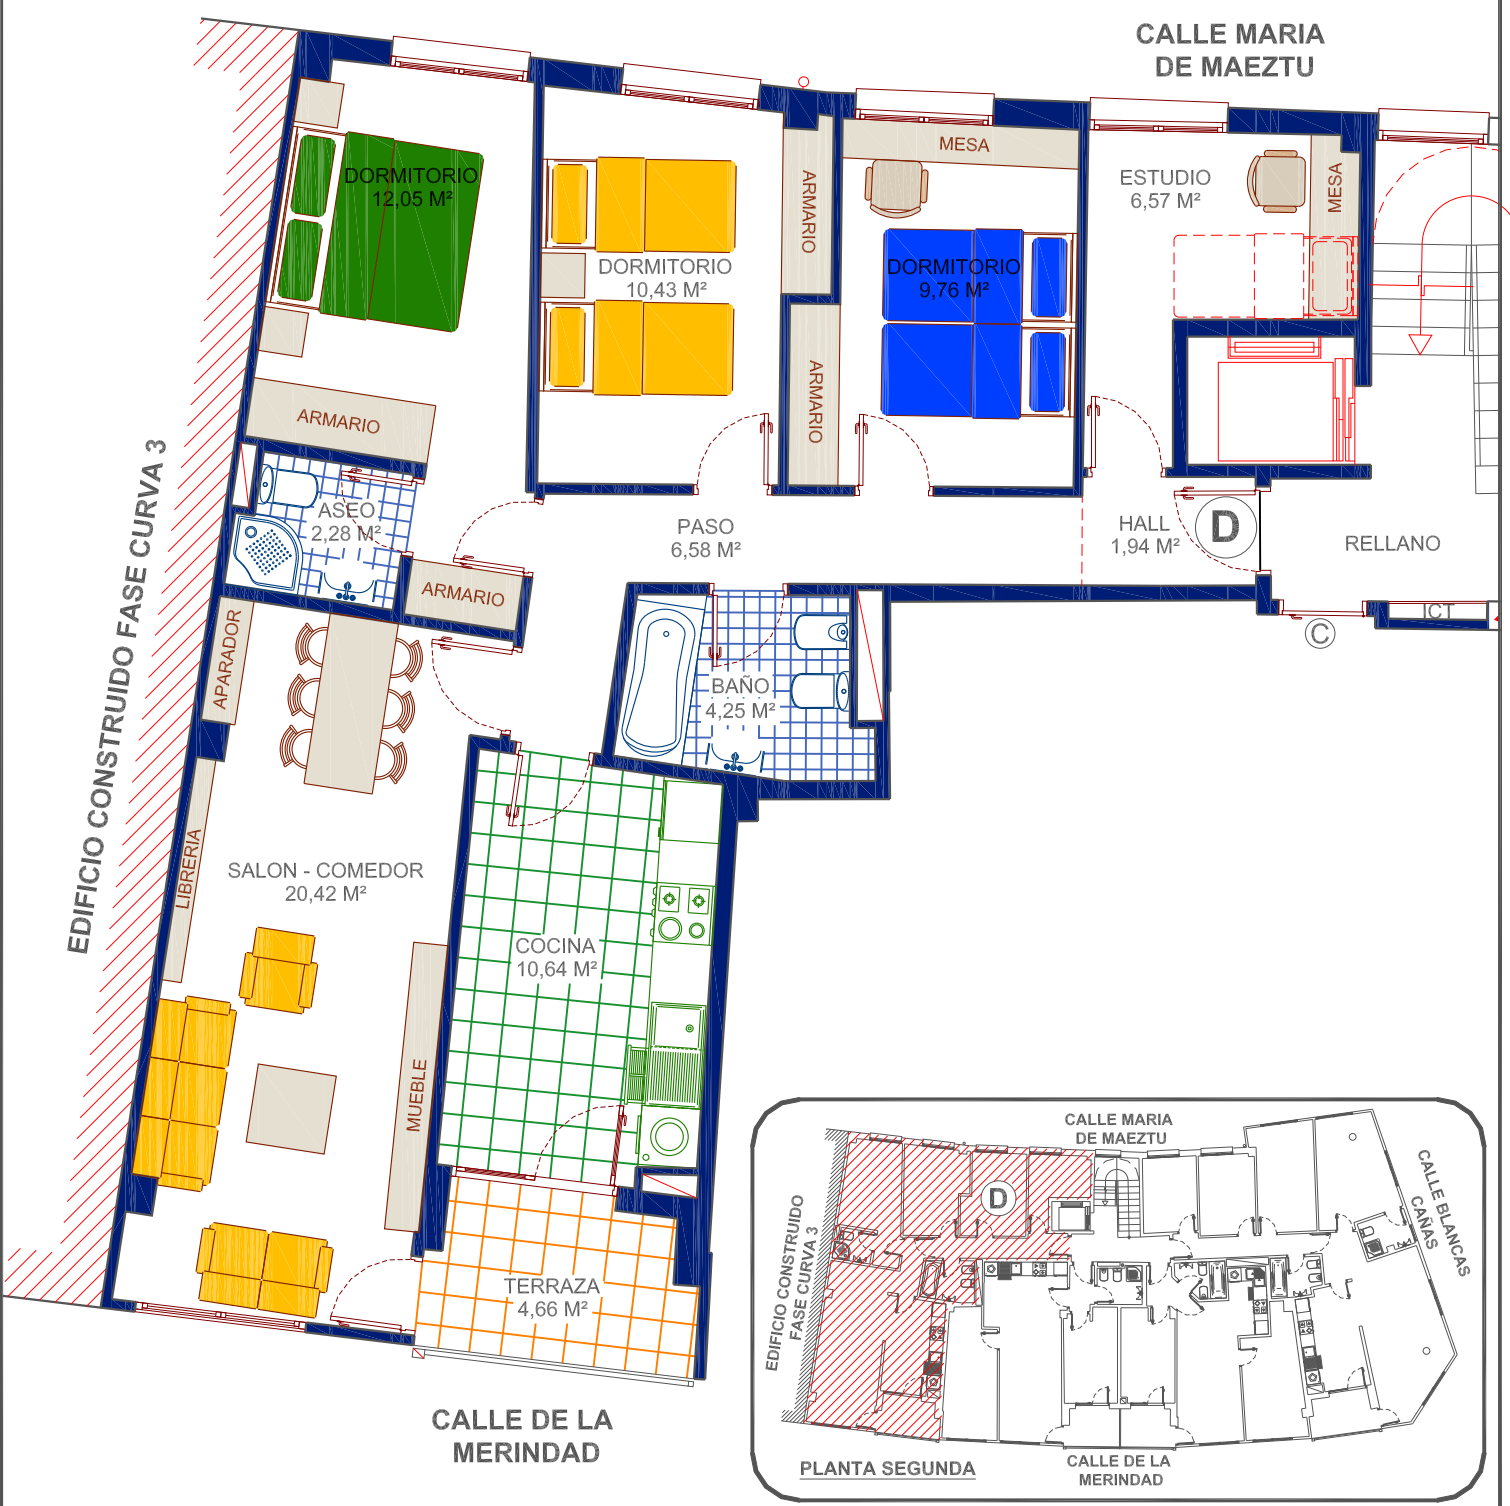 CALLE MARIA
DE MAEZTU
DORMITORIO
12,05 M²
DORMITORIO
10,43 M²
ARMARIO
ARMARIO
MESA
DORMITORIO
9,76 M²
ESTUDIO
6,57 M²
MESA
ARMARIO
ASEO
2,28 M²
ARMARIO
PASO
6,58 M²
HALL
1,94 M²
D
RELLANO
ICT
C
EDIFICIO CONSTRUIDO FASE CURVA 3
APARADOR
BAÑO
4,25 M²
LIBRERIA
SALON - COMEDOR
20,42 M²
COCINA
10,64 M²
MUEBLE
TERRAZA
4,66 M²
CALLE DE LA
MERINDAD
CALLE MARIA
DE MAEZTU
D
CALLE BLANCAS
CAÑAS
EDIFICIO CONSTRUIDO
FASE CURVA 3
PLANTA SEGUNDA
CALLE DE LA
MERINDAD